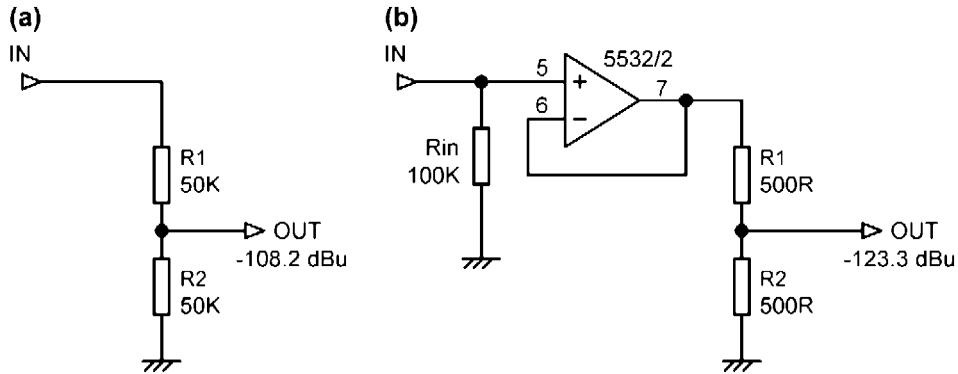 (a)
IN
R1
50K
OUT
-108.2 dBu
R2
50K
(b)
IN
5532/2
5
+
7
6
−
Rin
100K
R1
500R
OUT
-123.3 dBu
R2
500R